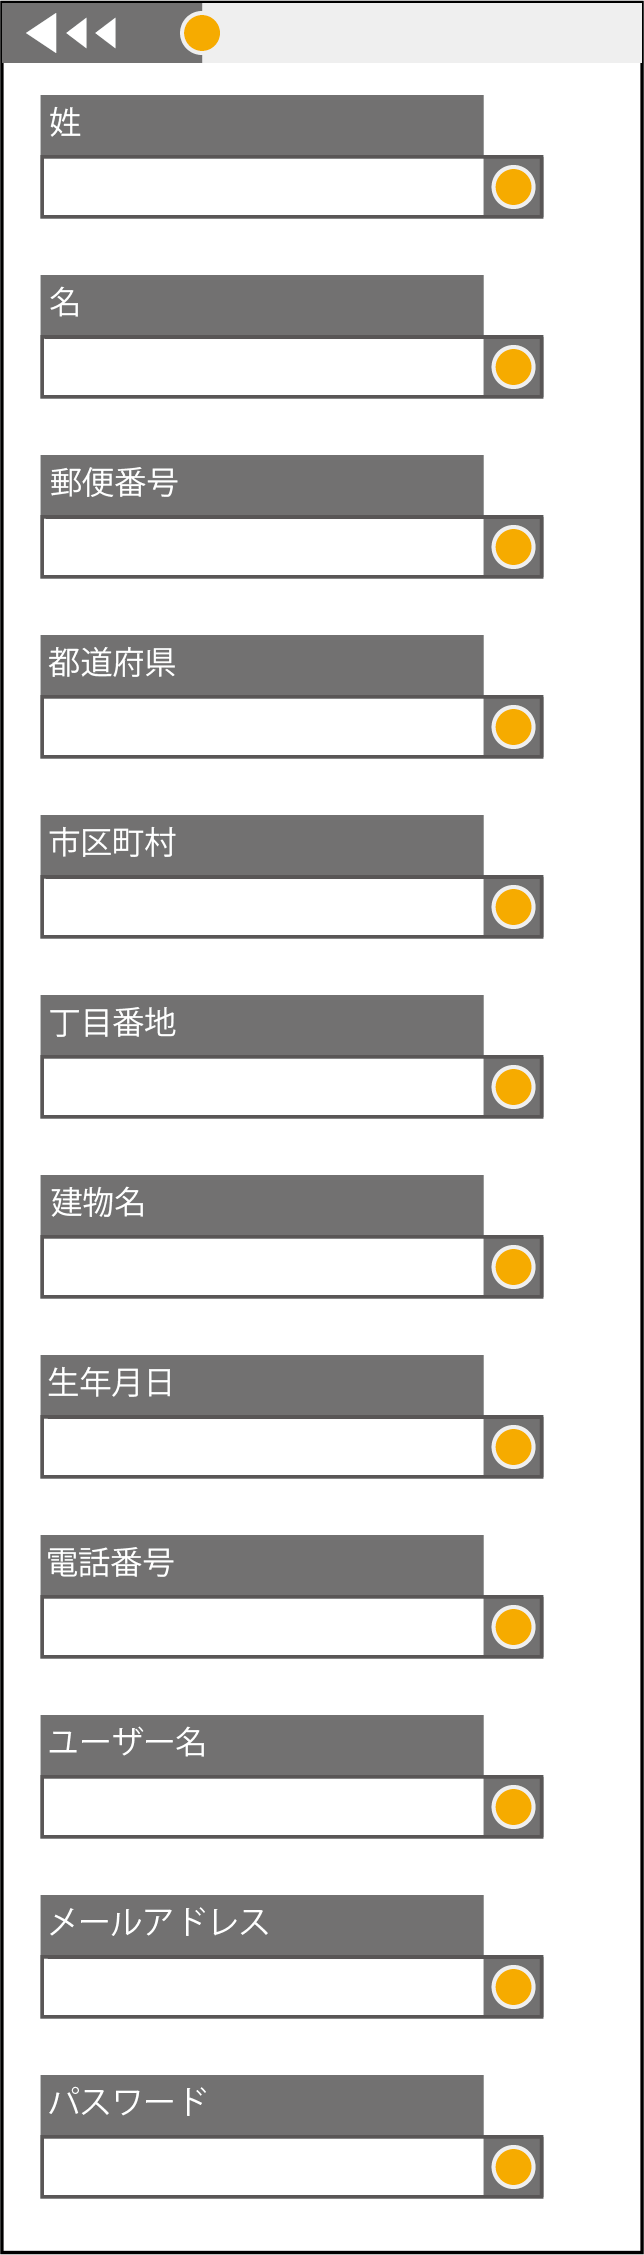 姓
名
郵便番号
都道府県
市区町村
丁目番地
建物名
生年月日
電話番号
ユーザー名
メールアドレス
パスワード